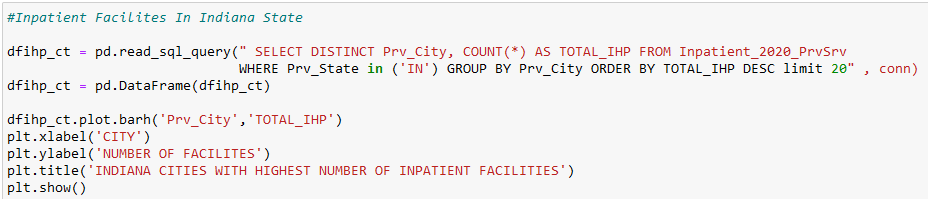 #Inpatient Facilites In Indiana State
dfihp_ct = pd.read_sql_query(" SELECT DISTINCT Prv_City, COUNT(*) AS TOTAL_IHP FROM Inpatient_2020_PrvSrv
WHERE Prv_State in ('IN') GROUP BY Prv_City ORDER BY TOTAL_IHP DESC limit 20" , conn)
dfihp_ct = pd.DataFrame(dfihp_ct)
dfihp_ct.plot.barh('Prv_City','TOTAL_IHP')
plt.xlabel('CITY')
plt.ylabel('NUMBER OF FACILITES')
plt.title('INDIANA CITIES WITH HIGHEST NUMBER OF INPATIENT FACILITIES')
plt.show()